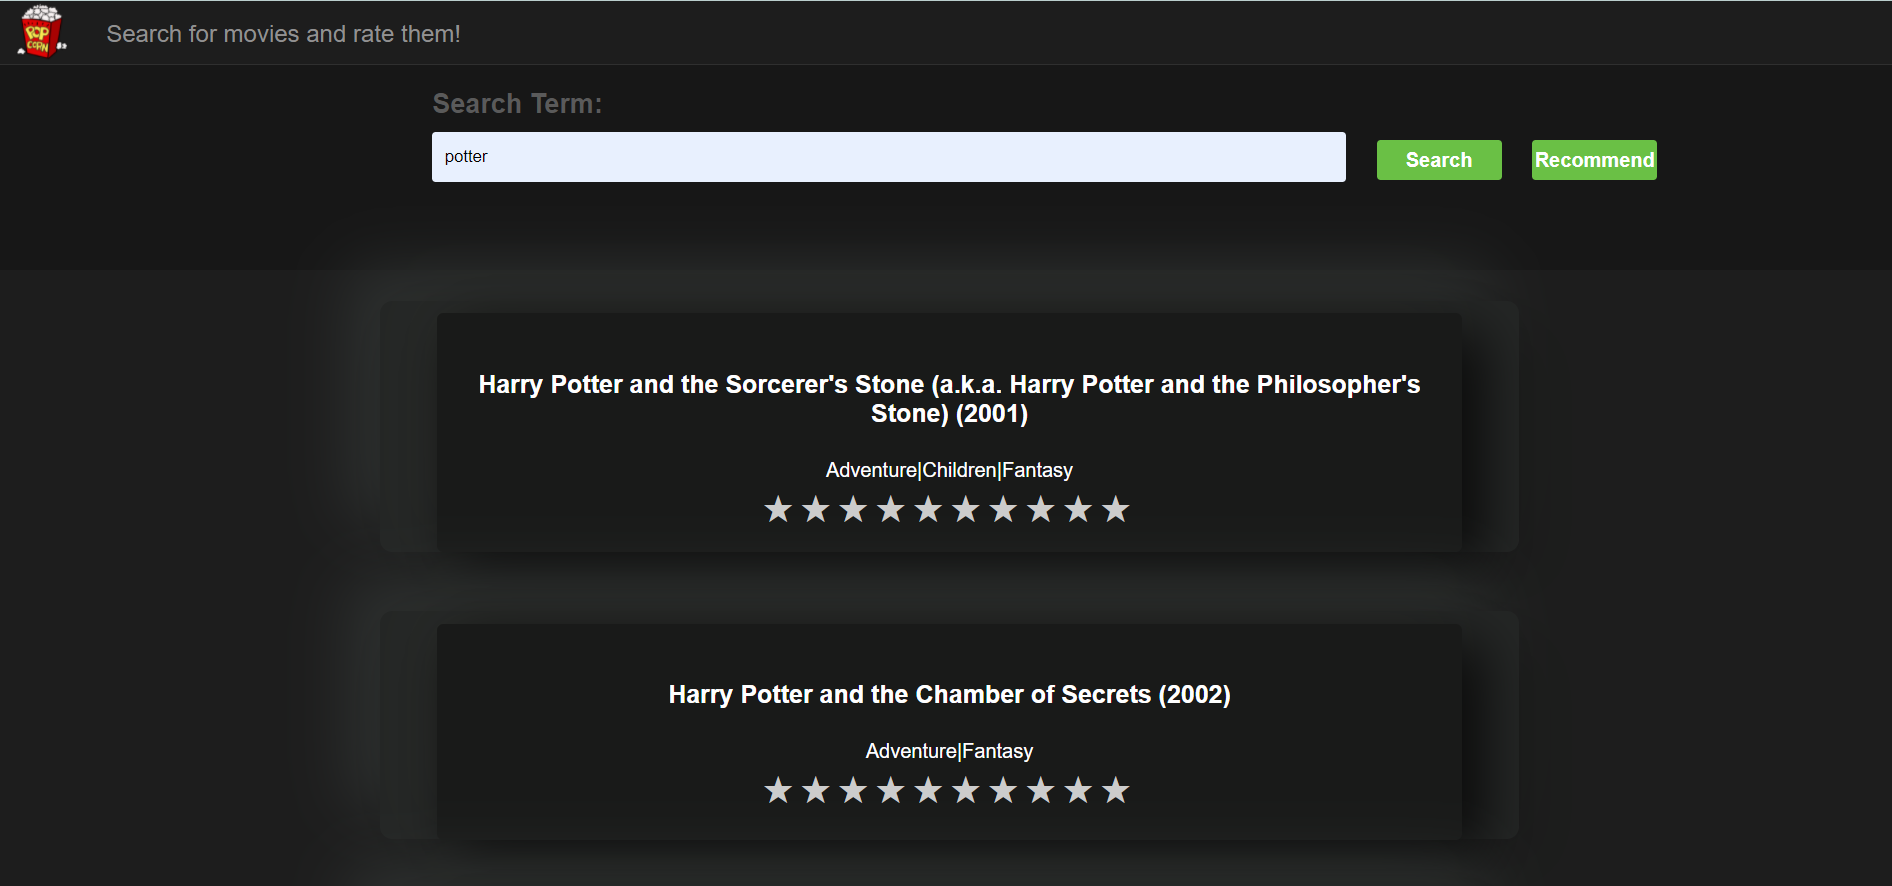 POP
CORN
Search for movies and rate them!
Search Term:
potter
Search
Recommend
Harry Potter and the Sorcerer's Stone (a.k.a. Harry Potter and the Philosopher's
Stone) (2001)
Adventure|Children|Fantasy
Harry Potter and the Chamber of Secrets (2002)
Adventure|Fantasy